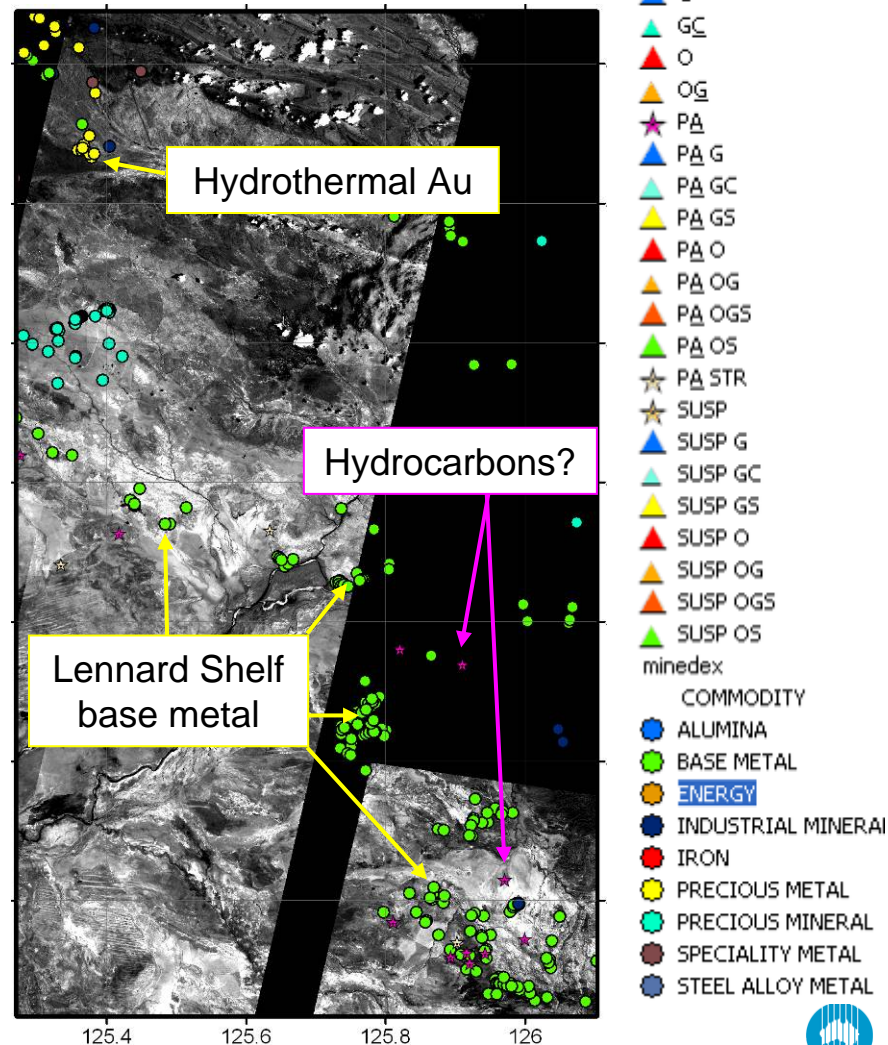 Hydrothermal Au
Hydrocarbons?
Lennard Shelf
base metal
125.4
125.6
125.8
126
GC
O
OG
PA
PA G
PA GC
PA GS
PA O
PA OG
PA OGS
PA OS
PA STR
SUSP
SUSP G
SUSP GC
SUSP GS
SUSP O
SUSP OG
SUSP OGS
SUSP OS
minedex
COMMODITY
ALUMINA
BASE METAL
ENERGY
INDUSTRIAL MINERAL
IRON
PRECIOUS METAL
PRECIOUS MINERAL
SPECIALITY METAL
STEEL ALLOY METAL